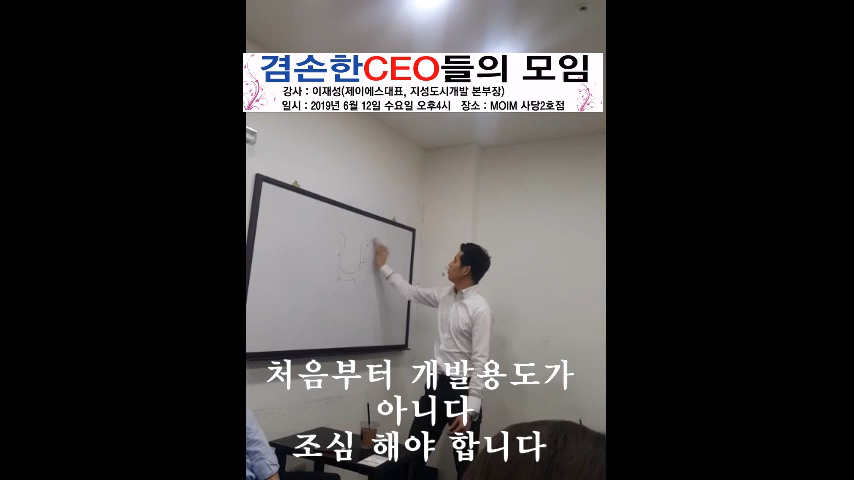 겸손한CEO들의 모임
강사 : 이재성(제이에스대표, 지성도시개발 본부장)
일시 : 2019년 6월 12일 수요일 오후4시 장소 : MOIM 사당2호점
처음부터 개발용도가
아니다
조심 해야 합니다